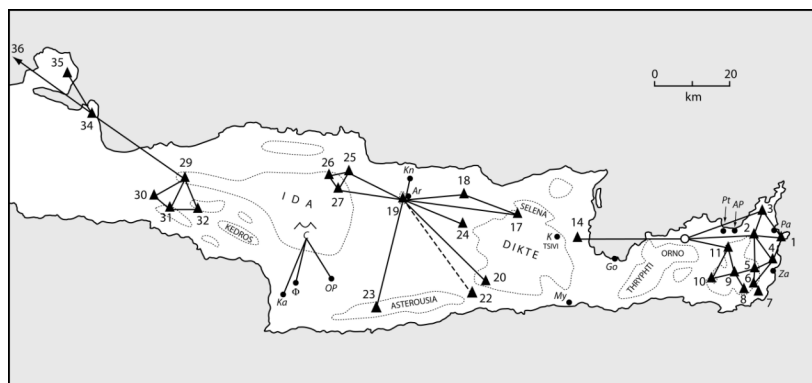 36
35
34
0 20
km
29
30
31
32
26
25
27
IDA
KEDROS
C
Ka
Φ
OP
Kn
Ar
19
18
17
24
SELENA
K
TSIVI
DIKTE
20
22
23
ASTEROUSIA
14
Go
My
Pt
AP
3
Pa
1
2
4
Za
11
ORNO
THRYPHTI
10
9
5
6
8
7